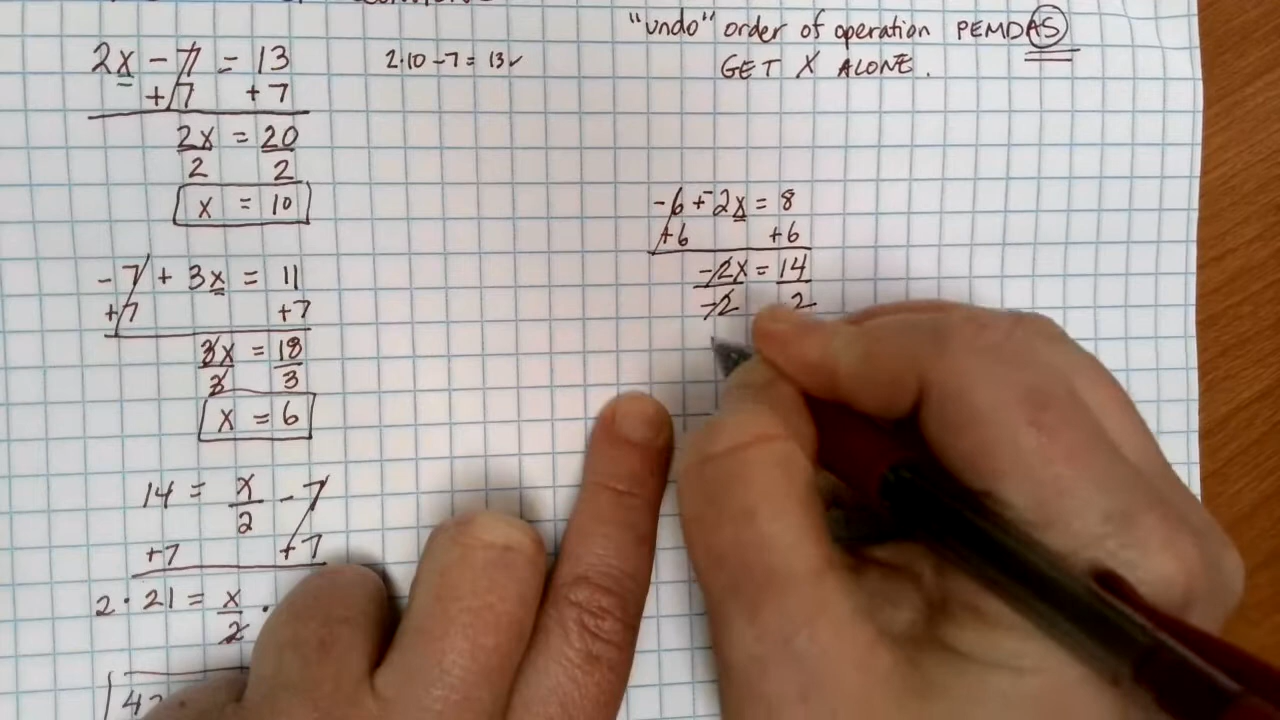 "undo" order of operation PEMDAS
GET X ALONE.
2x - 7 = 13
+7 +7
2x = 20
2 2
x = 10
2·10 - 7 = 13✓
-7 + 3x = 11
+7 +7
3x = 18
3 3
x = 6
14 = x/2 - 7
+7 +7
2 · 21 = x/2 ·
42
-6 + -2x = 8
+6 +6
-2x = 14
-2 2